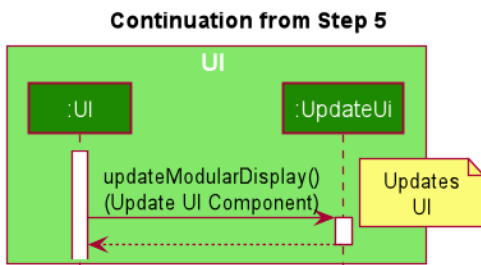 Continuation from Step 5
UI
:UI
:UpdateUi
updateModularDisplay()
(Update UI Component)
Updates
UI